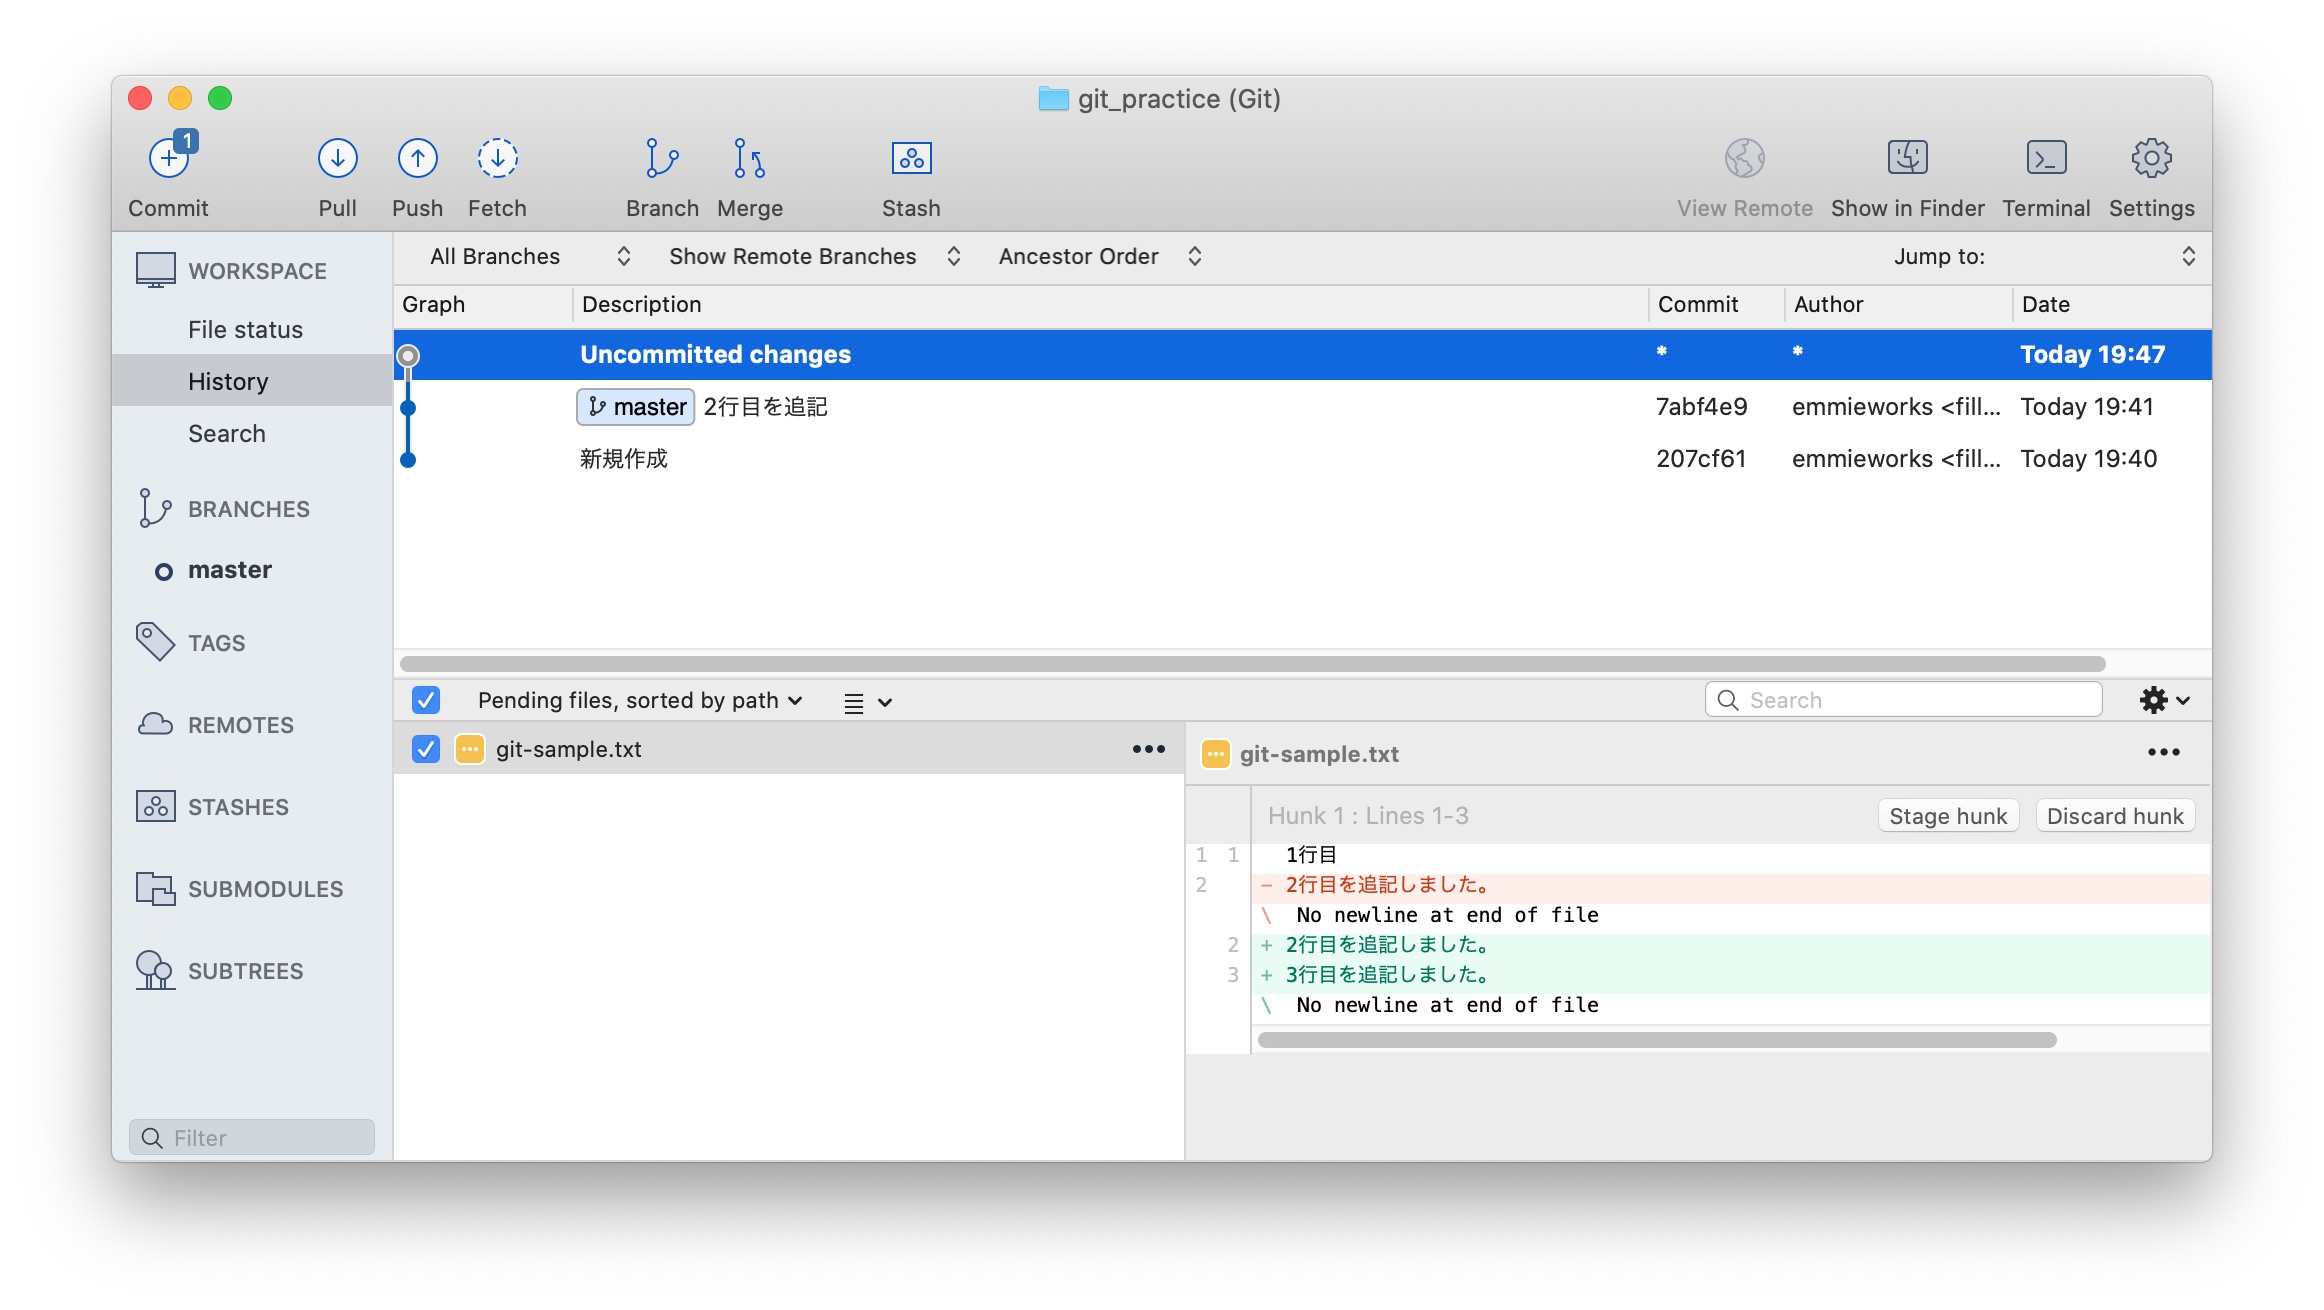 git_practice (Git)
1
Commit Pull Push Fetch Branch Merge Stash View Remote Show in Finder Terminal Settings
WORKSPACE
File status
History
Search
BRANCHES
master
TAGS
REMOTES
STASHES
SUBMODULES
SUBTREES
Filter
All Branches Show Remote Branches Ancestor Order Jump to:
Graph Description Commit Author Date
Uncommitted changes * * Today 19:47
master 2行目を追記 7abf4e9 emmieworks <fill... Today 19:41
新規作成 207cf61 emmieworks <fill... Today 19:40
Pending files, sorted by path Search
git-sample.txt
git-sample.txt
Hunk 1 : Lines 1-3 Stage hunk Discard hunk
1 1 1行目
2 - 2行目を追記しました。
\ No newline at end of file
2 + 2行目を追記しました。
3 + 3行目を追記しました。
\ No newline at end of file